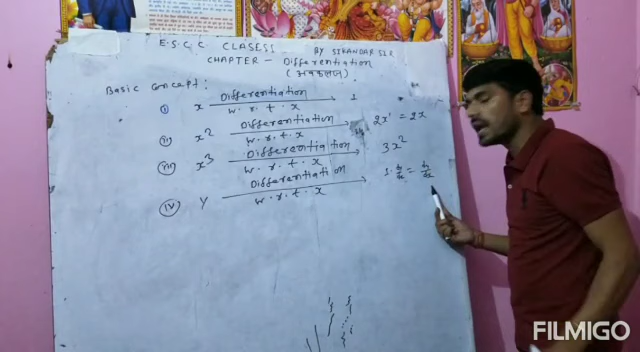 E.S.C.C CLASESS BY SIKANDAR SIR
CHAPTER - Differentiation
(अवकलन)
Basic concept:
(i) x Differentiation w.r.t.x 1
(ii) x² Differentiation w.r.t.x 2x¹ = 2x
(iii) x³ Differentiation w.r.t.x 3x²
(iv) y Differentiation w.r.t.x 1. dy/dx = dy/dx
FILMIGO